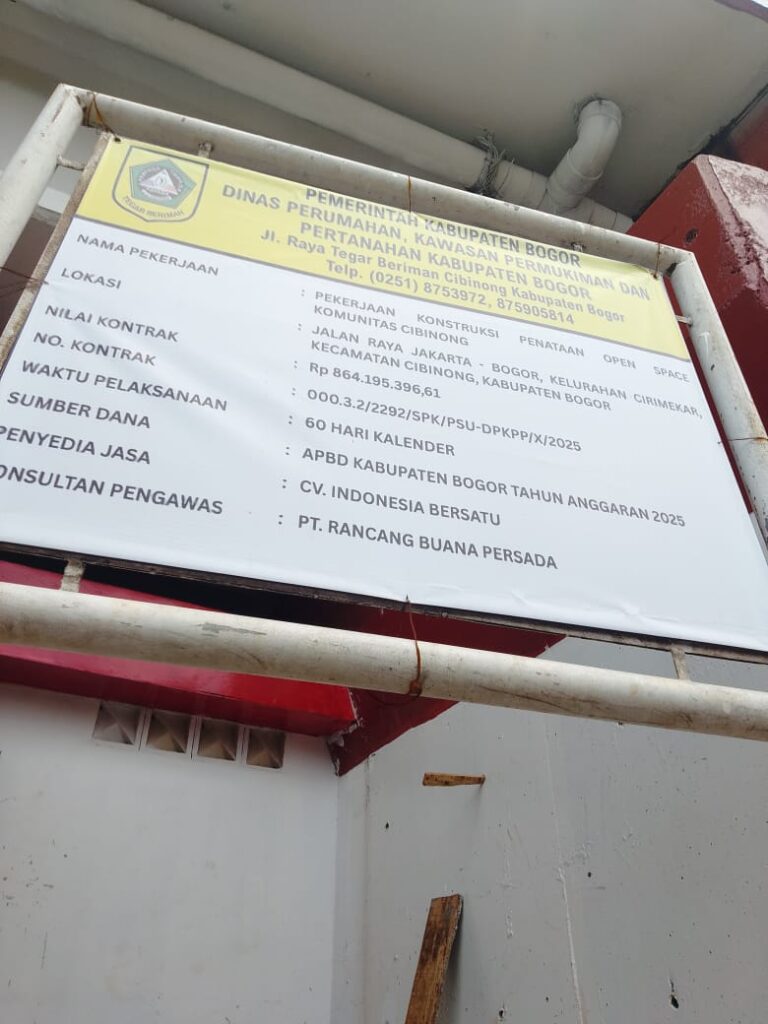 PEMERINTAH KABUPATEN BOGOR
DINAS PERUMAHAN, KAWASAN PERMUKIMAN DAN
PERTANAHAN KABUPATEN BOGOR
Jl. Raya Tegar Beriman Cibinong Kabupaten Bogor
Telp. (0251) 8753972, 875905814
TEGAR BERIMAN
NAMA PEKERJAAN : PEKERJAAN KONSTRUKSI PENATAAN OPEN SPACE
KOMUNITAS CIBINONG
LOKASI : JALAN RAYA JAKARTA - BOGOR, KELURAHAN CIRIMEKAR,
KECAMATAN CIBINONG, KABUPATEN BOGOR
NILAI KONTRAK : Rp 864.195.396,61
NO. KONTRAK : 000.3.2/2292/SPK/PSU-DPKPP/X/2025
WAKTU PELAKSANAAN : 60 HARI KALENDER
SUMBER DANA : APBD KABUPATEN BOGOR TAHUN ANGGARAN 2025
PENYEDIA JASA : CV. INDONESIA BERSATU
ONSULTAN PENGAWAS : PT. RANCANG BUANA PERSADA